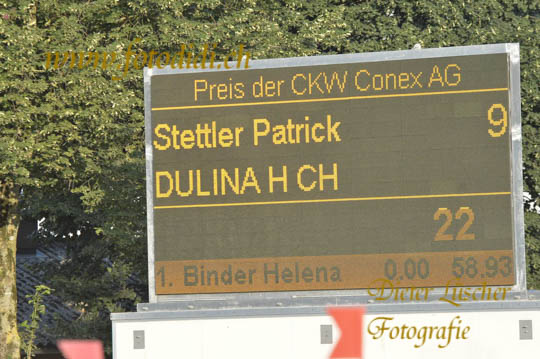 www.fotodidi.ch
Preis der CKW Conex AG
Stettler Patrick 9
DULINA H CH
22
1. Binder Helena 0.00 58.93
Dieter Lüscher
Fotografie